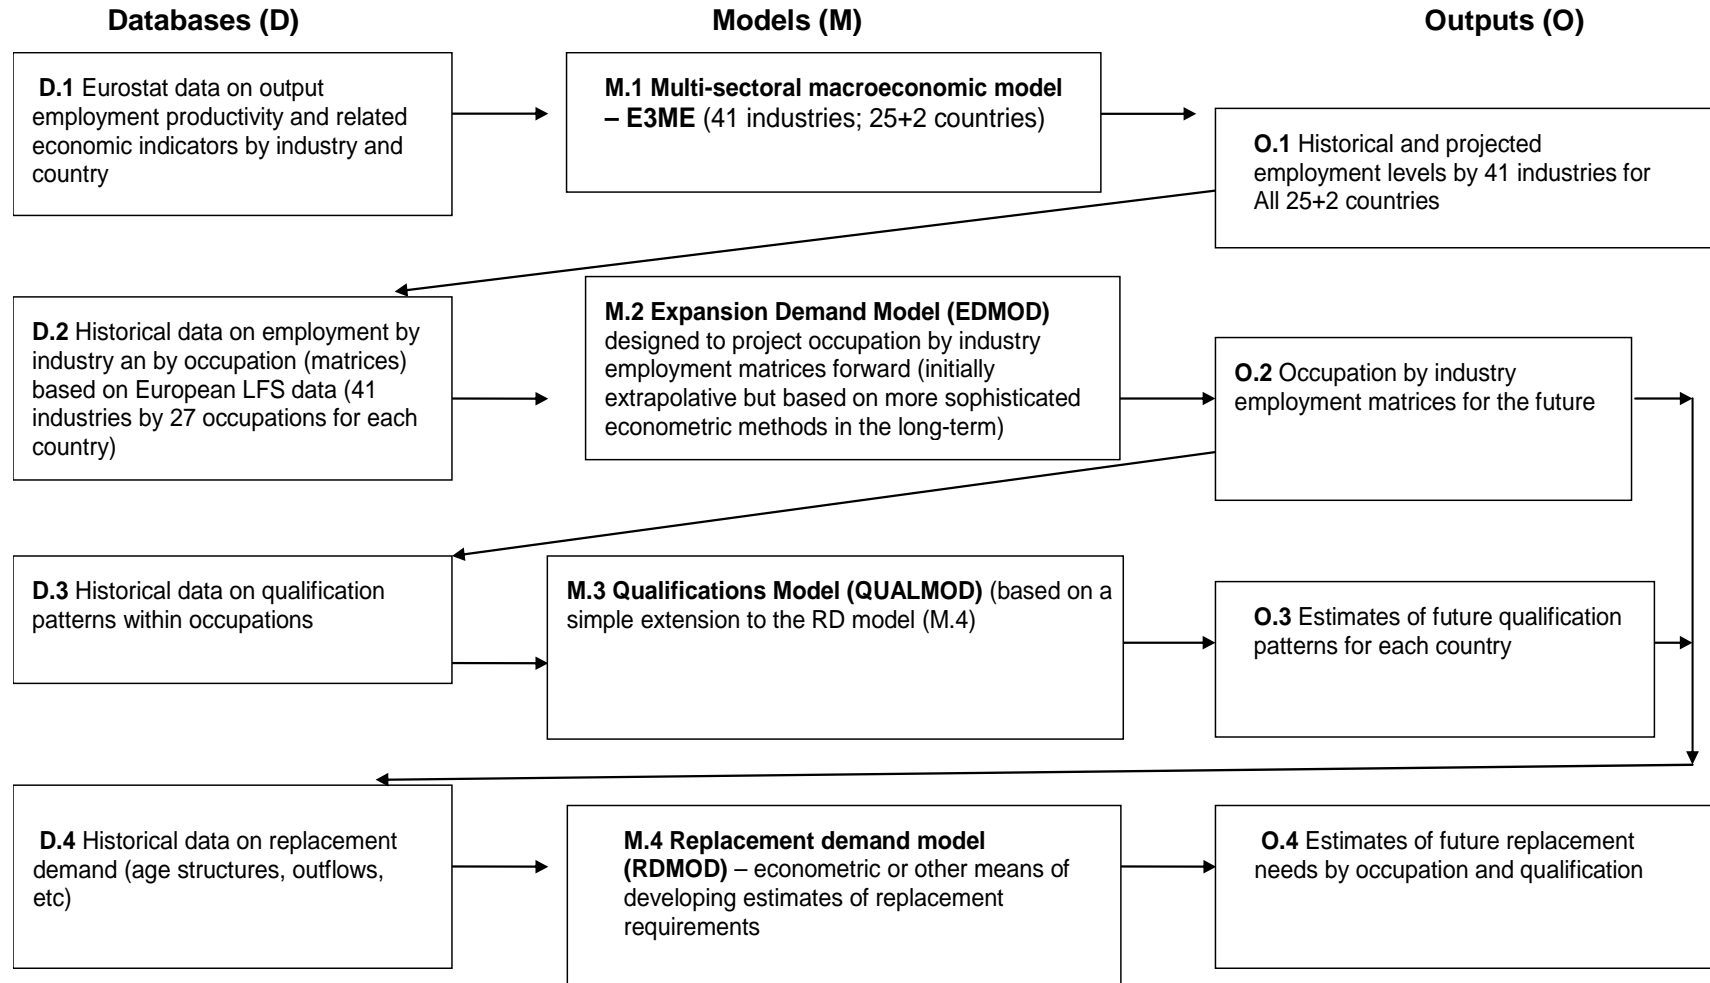 Databases (D)
Models (M)
Outputs (O)
D.1 Eurostat data on output
employment productivity and related
economic indicators by industry and
country
M.1 Multi-sectoral macroeconomic model
– E3ME (41 industries; 25+2 countries)
O.1 Historical and projected
employment levels by 41 industries for
All 25+2 countries
D.2 Historical data on employment by
industry an by occupation (matrices)
based on European LFS data (41
industries by 27 occupations for each
country)
M.2 Expansion Demand Model (EDMOD)
designed to project occupation by industry
employment matrices forward (initially
extrapolative but based on more sophisticated
econometric methods in the long-term)
O.2 Occupation by industry
employment matrices for the future
D.3 Historical data on qualification
patterns within occupations
M.3 Qualifications Model (QUALMOD) (based on a
simple extension to the RD model (M.4)
O.3 Estimates of future qualification
patterns for each country
D.4 Historical data on replacement
demand (age structures, outflows,
etc)
M.4 Replacement demand model
(RDMOD) – econometric or other means of
developing estimates of replacement
requirements
O.4 Estimates of future replacement
needs by occupation and qualification